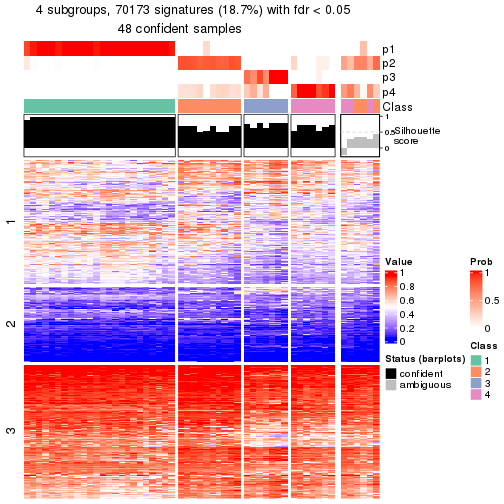 4 subgroups, 70173 signatures (18.7%) with fdr < 0.05
48 confident samples
p1
p2
p3
p4
Class
1
0.5
0
Silhouette
score
1
2
3
Value
1
0.8
0.6
0.4
0.2
0
Status (barplots)
confident
ambiguous
Prob
1
0.5
0
Class
1
2
3
4